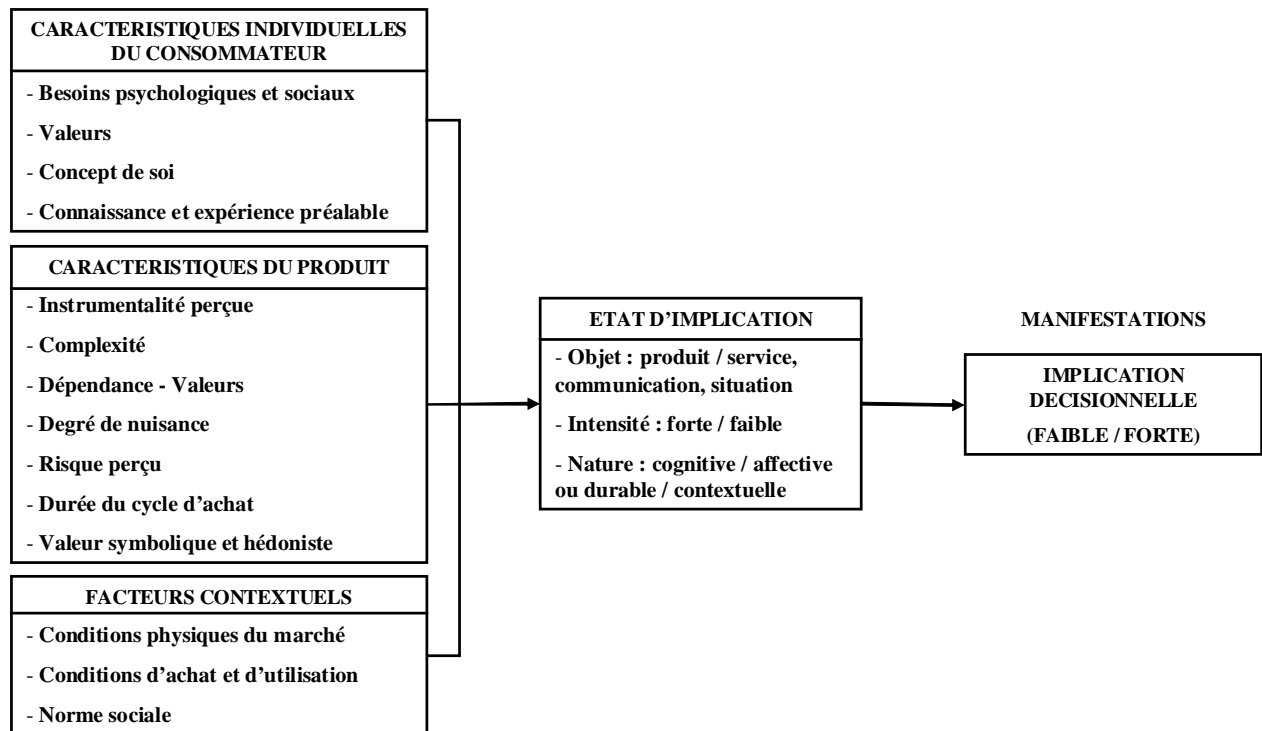 CARACTERISTIQUES INDIVIDUELLES
DU CONSOMMATEUR
- Besoins psychologiques et sociaux
- Valeurs
- Concept de soi
- Connaissance et expérience préalable
CARACTERISTIQUES DU PRODUIT
- Instrumentalité perçue
- Complexité
- Dépendance - Valeurs
- Degré de nuisance
- Risque perçu
- Durée du cycle d’achat
- Valeur symbolique et hédoniste
FACTEURS CONTEXTUELS
- Conditions physiques du marché
- Conditions d’achat et d’utilisation
- Norme sociale
ETAT D’IMPLICATION
- Objet : produit / service,
communication, situation
- Intensité : forte / faible
- Nature : cognitive / affective
ou durable / contextuelle
MANIFESTATIONS
IMPLICATION
DECISIONNELLE
(FAIBLE / FORTE)